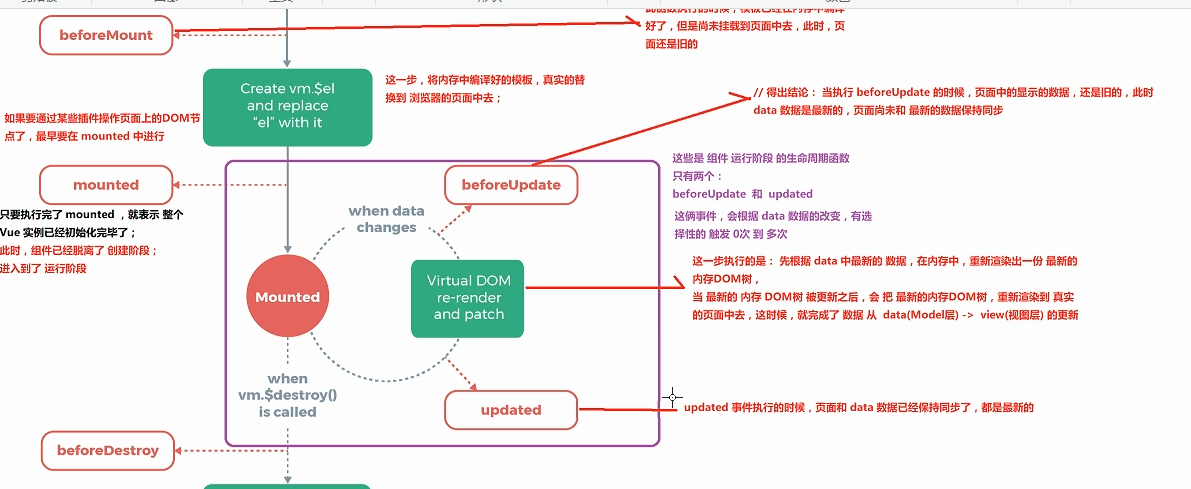 beforeMount
好了，但是尚未挂载到页面中去，此时，页
面还是旧的
Create vm.$el
and replace
“el” with it
这一步，将内存中编译好的模板，真实的替
换到 浏览器的页面中去；
如果要通过某些插件操作页面上的DOM节
点了，最早要在 mounted 中进行
// 得出结论： 当执行 beforeUpdate 的时候，页面中的显示的数据，还是旧的，此时
data 数据是最新的，页面尚未和 最新的数据保持同步
mounted
只要执行完了 mounted ，就表示 整个
Vue 实例已经初始化完毕了；
此时，组件已经脱离了 创建阶段；
进入到了 运行阶段
beforeUpdate
when data
changes
这些是 组件 运行阶段 的生命周期函数
只有两个：
beforeUpdate 和 updated
这俩事件，会根据 data 数据的改变，有选
择性的 触发 0次 到 多次
Mounted
Virtual DOM
re-render
and patch
这一步执行的是： 先根据 data 中最新的 数据，在内存中，重新渲染出一份 最新的
内存DOM树，
当 最新的 内存 DOM树 被更新之后，会 把 最新的内存DOM树，重新渲染到 真实
的页面中去，这时候，就完成了 数据 从 data(Model层) -> view(视图层) 的更新
when
vm.$destroy()
is called
updated
updated 事件执行的时候，页面和 data 数据已经保持同步了，都是最新的
beforeDestroy